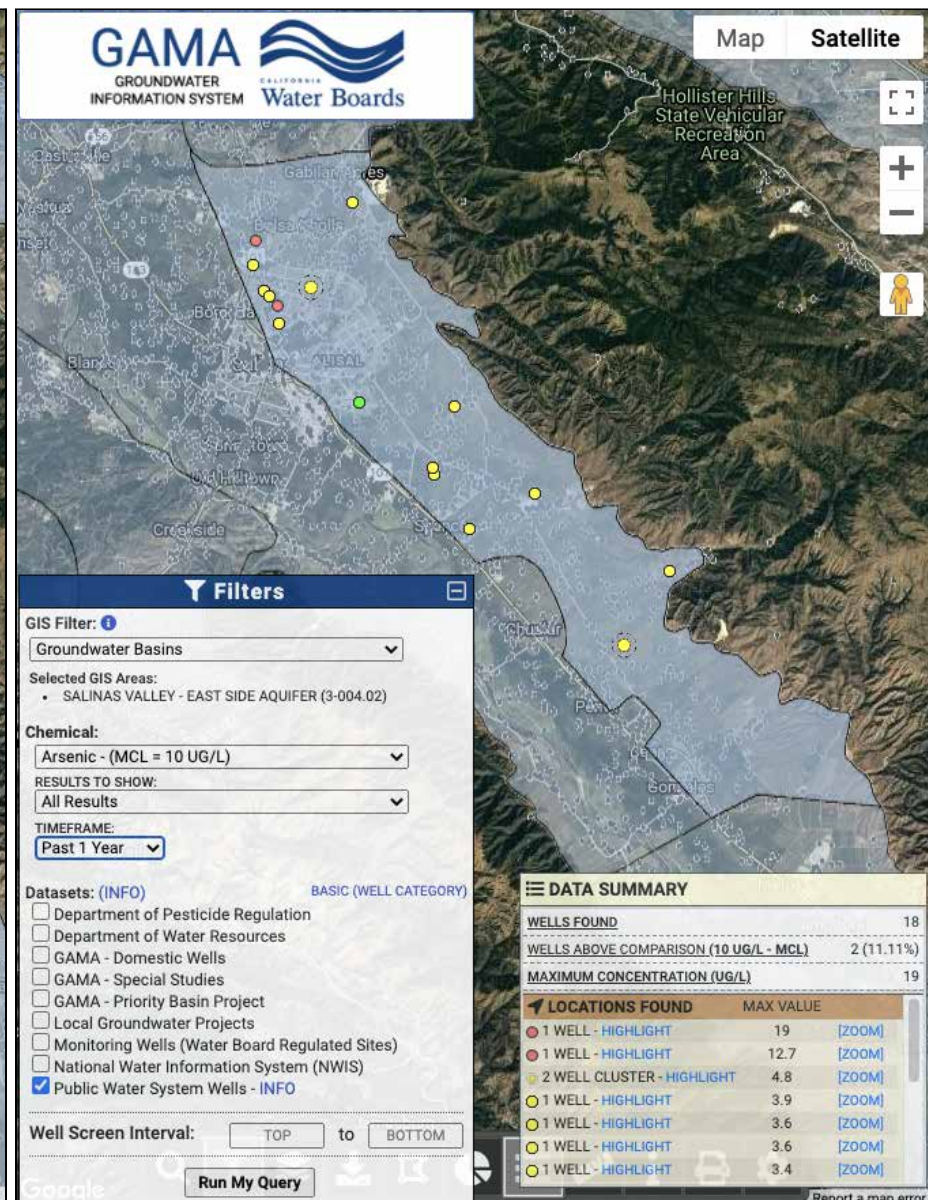 GAMA
GROUNDWATER
INFORMATION SYSTEM
CALIFORNIA
Water Boards
Map
Satellite
Hollister Hills
State Vehicular
Recreation
Area
156
183
ALISAL
Creekside
Chualar
Gonzales
Filters
GIS Filter:
Groundwater Basins
Selected GIS Areas:
• SALINAS VALLEY - EAST SIDE AQUIFER (3-004.02)
Chemical:
Arsenic - (MCL = 10 UG/L)
RESULTS TO SHOW:
All Results
TIMEFRAME:
Past 1 Year
Datasets: (INFO) BASIC (WELL CATEGORY)
Department of Pesticide Regulation
Department of Water Resources
GAMA - Domestic Wells
GAMA - Special Studies
GAMA - Priority Basin Project
Local Groundwater Projects
Monitoring Wells (Water Board Regulated Sites)
National Water Information System (NWIS)
Public Water System Wells - INFO
Well Screen Interval: TOP to BOTTOM
Run My Query
Google
DATA SUMMARY
WELLS FOUND 18
WELLS ABOVE COMPARISON (10 UG/L - MCL) 2 (11.11%)
MAXIMUM CONCENTRATION (UG/L) 19
LOCATIONS FOUND MAX VALUE
1 WELL - HIGHLIGHT 19 [ZOOM]
1 WELL - HIGHLIGHT 12.7 [ZOOM]
2 WELL CLUSTER - HIGHLIGHT 4.8 [ZOOM]
1 WELL - HIGHLIGHT 3.9 [ZOOM]
1 WELL - HIGHLIGHT 3.6 [ZOOM]
1 WELL - HIGHLIGHT 3.6 [ZOOM]
1 WELL - HIGHLIGHT 3.4 [ZOOM]
Report a map error